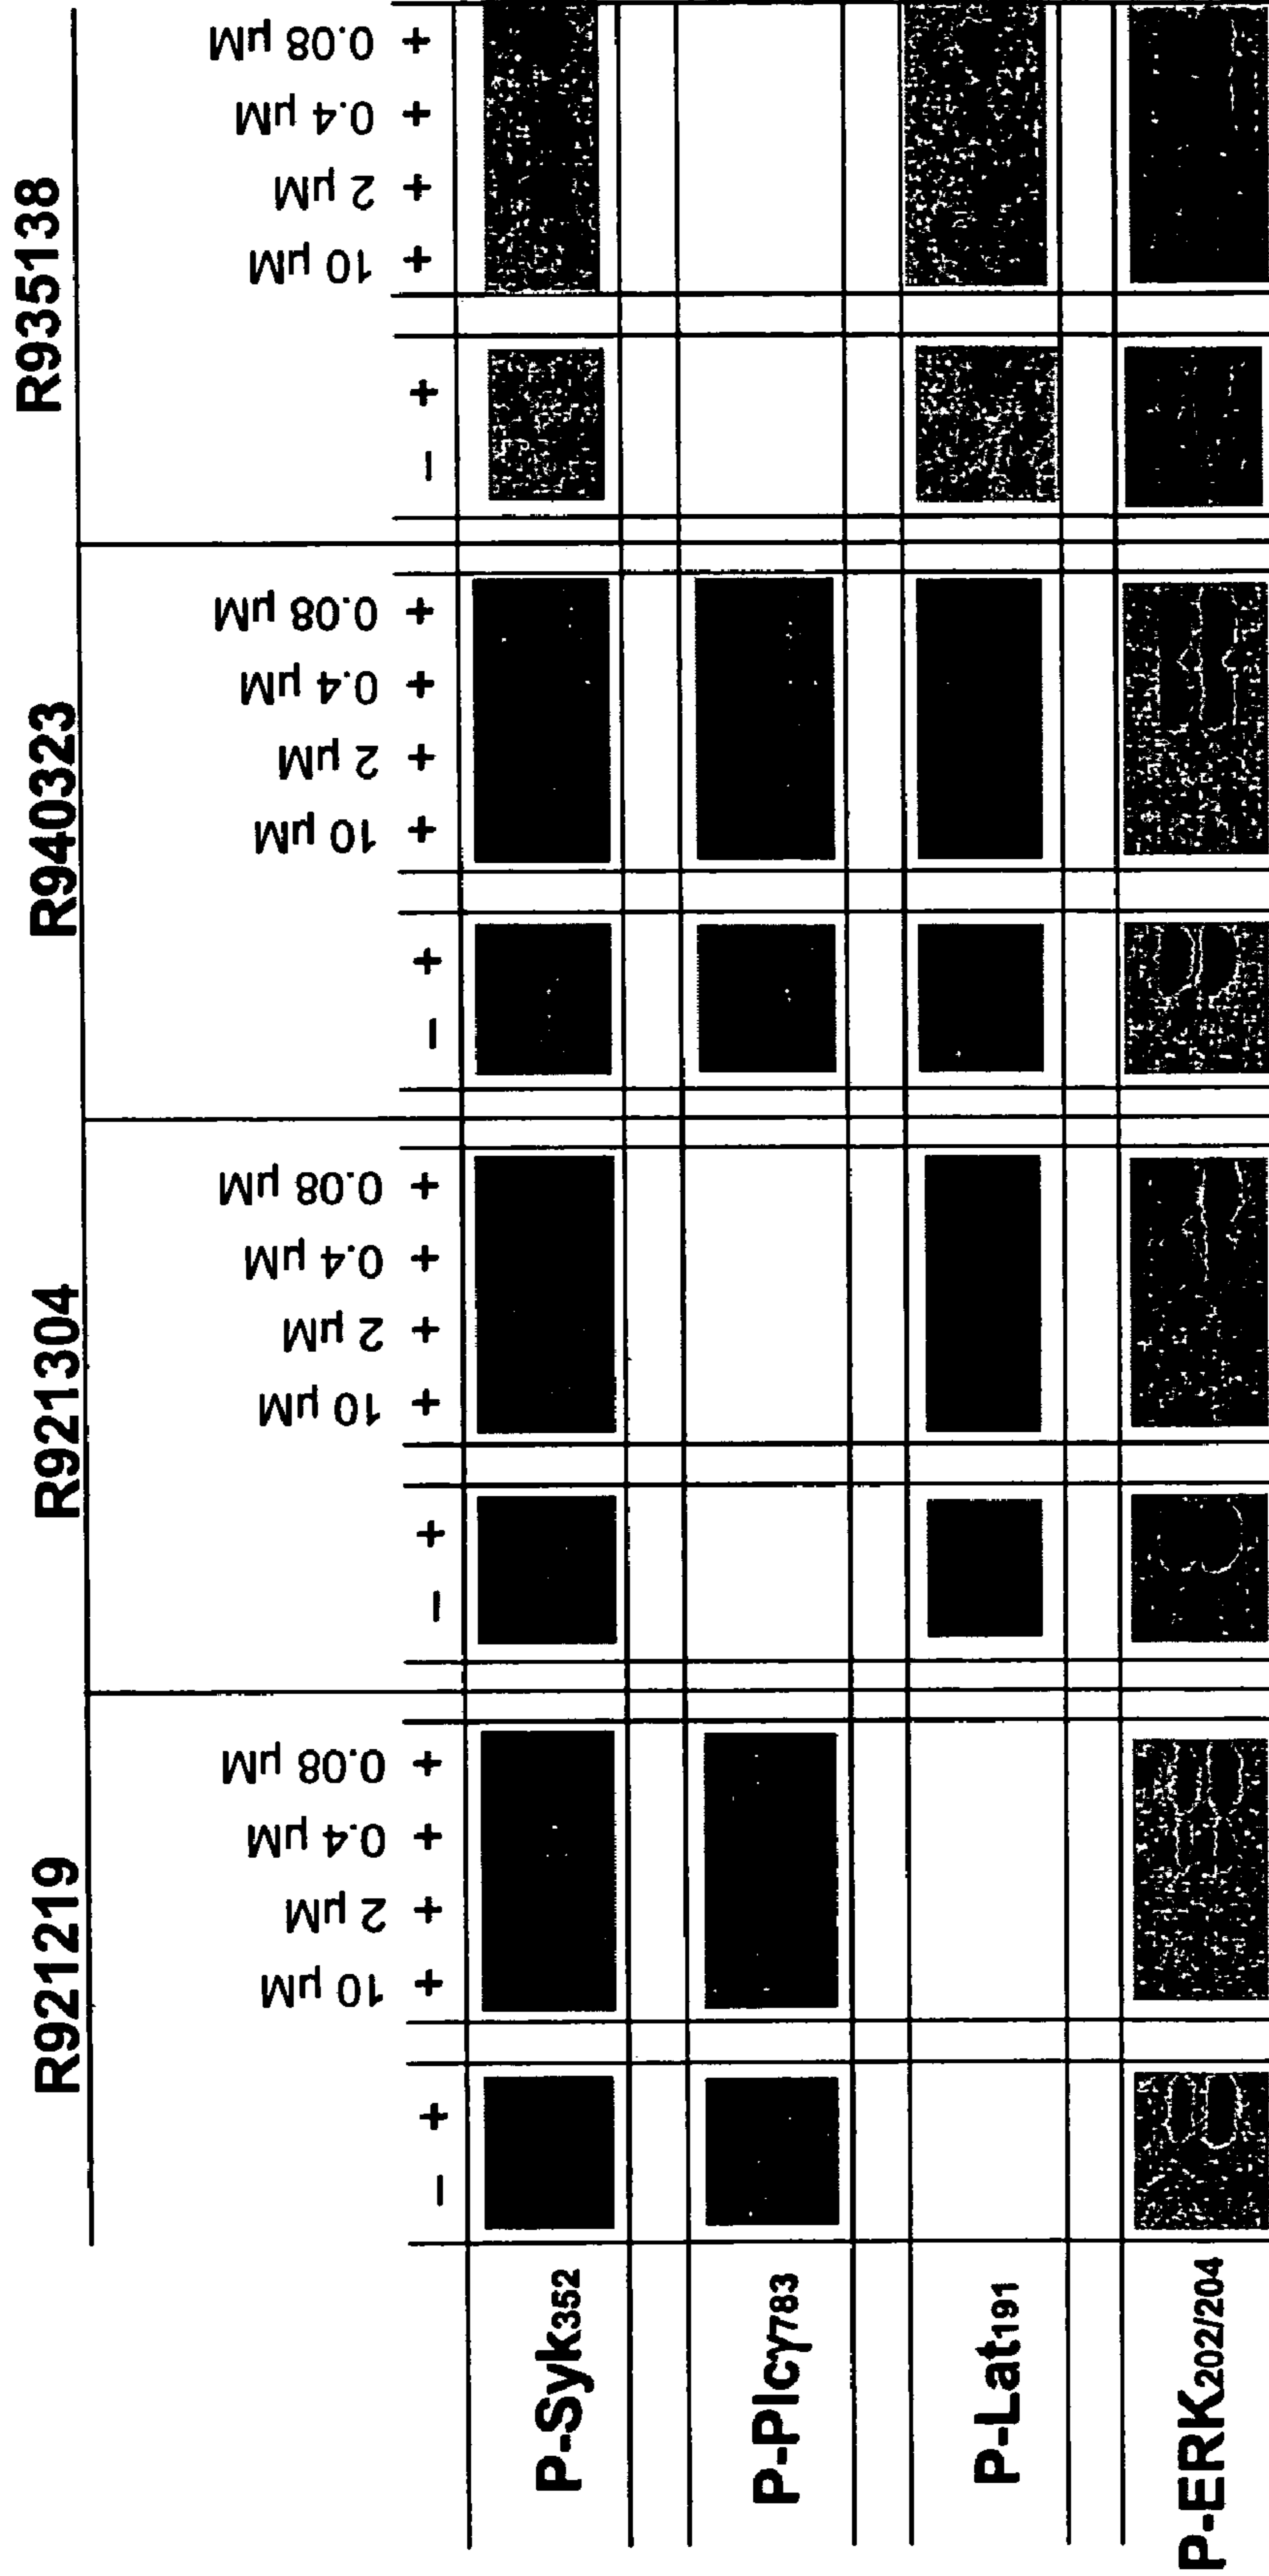 R921219 R921304 R940323 R935138
10 µM 2 µM 0.4 µM 0.08 µM 10 µM 2 µM 0.4 µM 0.08 µM 10 µM 2 µM 0.4 µM 0.08 µM 10 µM 2 µM 0.4 µM 0.08 µM
− + + + + + − + + + + + − + + + + + − + + + + +
P-Syk352
P-Plcγ783
P-Lat191
P-ERK202/204